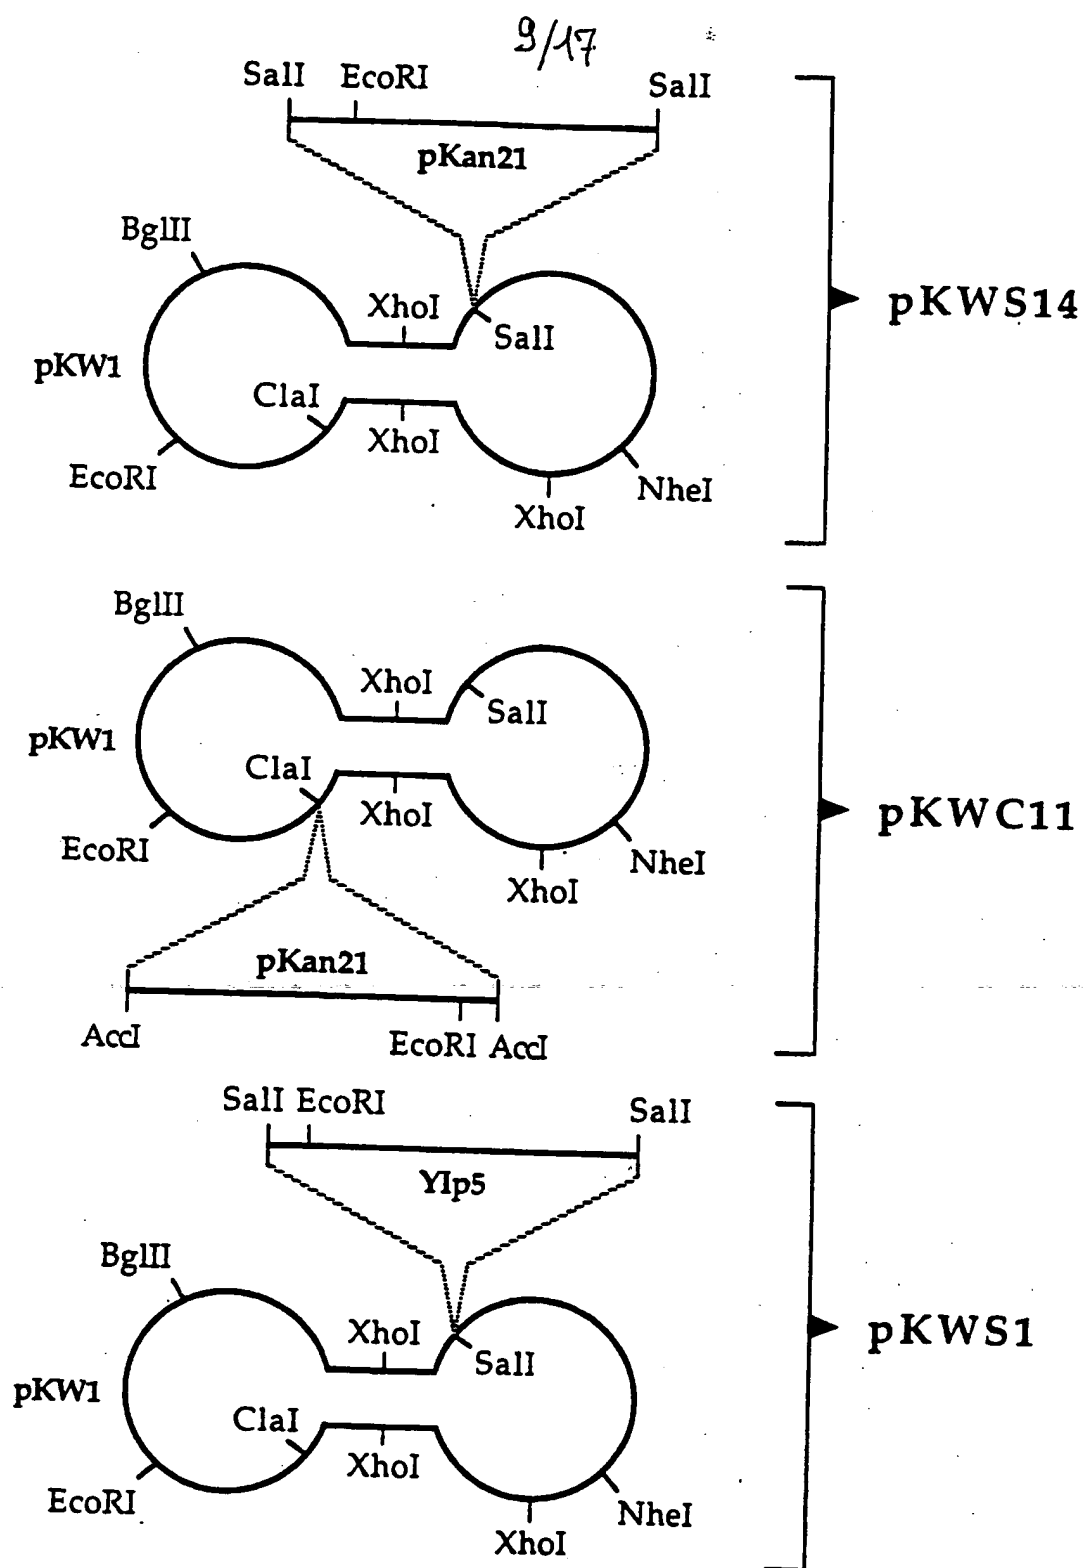 9/17
SalI EcoRI SalI
pKan21
BglII
XhoI
SalI
pKWS14
pKW1
ClaI
XhoI
EcoRI
NheI
XhoI
BglII
XhoI
SalI
pKW1
ClaI
XhoI
pKWC11
EcoRI
NheI
XhoI
pKan21
AccI
EcoRI AccI
SalI EcoRI SalI
YIp5
BglII
XhoI
SalI
pKWS1
pKW1
ClaI
XhoI
EcoRI
NheI
XhoI